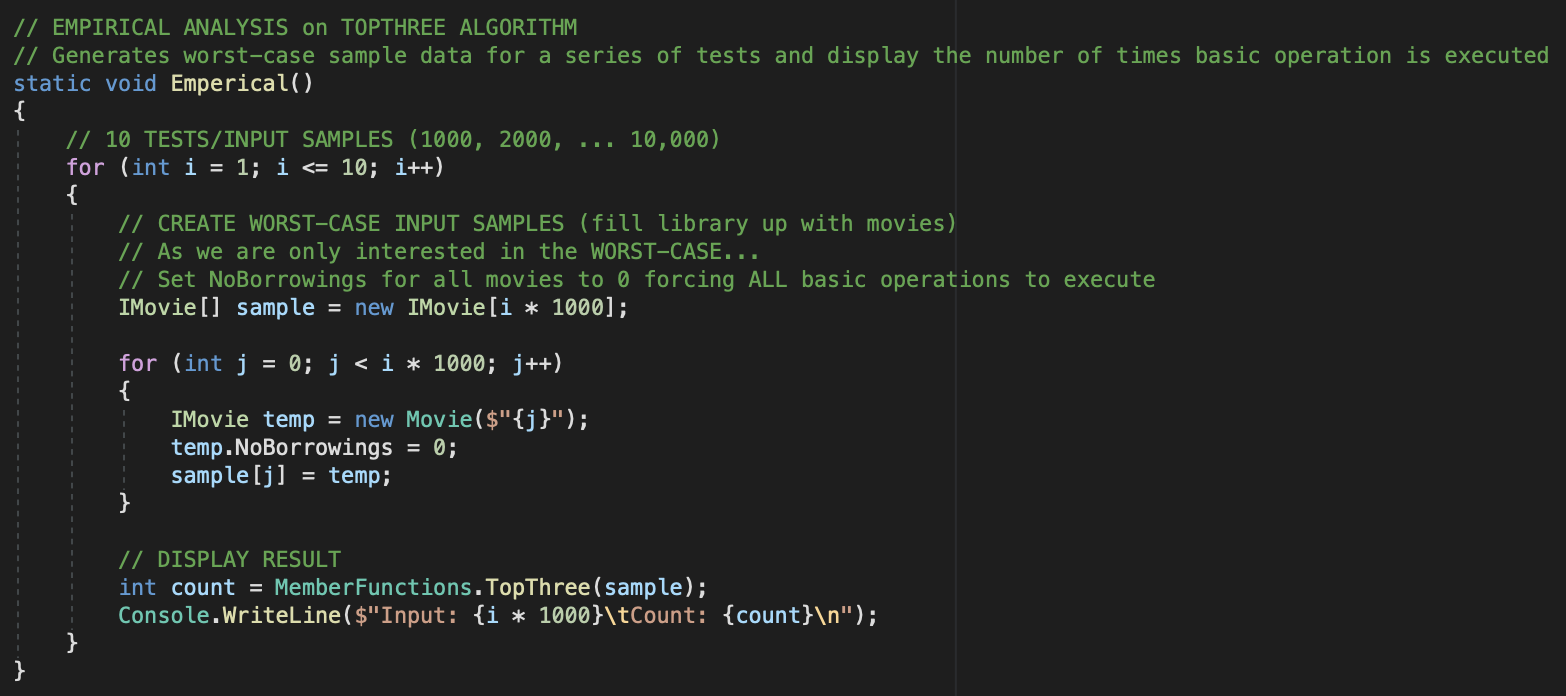 // EMPIRICAL ANALYSIS on TOPTHREE ALGORITHM
// Generates worst-case sample data for a series of tests and display the number of times basic operation is executed
static void Emperical()
{
    // 10 TESTS/INPUT SAMPLES (1000, 2000, ... 10,000)
    for (int i = 1; i <= 10; i++)
    {
        // CREATE WORST-CASE INPUT SAMPLES (fill library up with movies)
        // As we are only interested in the WORST-CASE...
        // Set NoBorrowings for all movies to 0 forcing ALL basic operations to execute
        IMovie[] sample = new IMovie[i * 1000];

        for (int j = 0; j < i * 1000; j++)
        {
            IMovie temp = new Movie($"{j}");
            temp.NoBorrowings = 0;
            sample[j] = temp;
        }

        // DISPLAY RESULT
        int count = MemberFunctions.TopThree(sample);
        Console.WriteLine($"Input: {i * 1000}\tCount: {count}\n");
    }
}